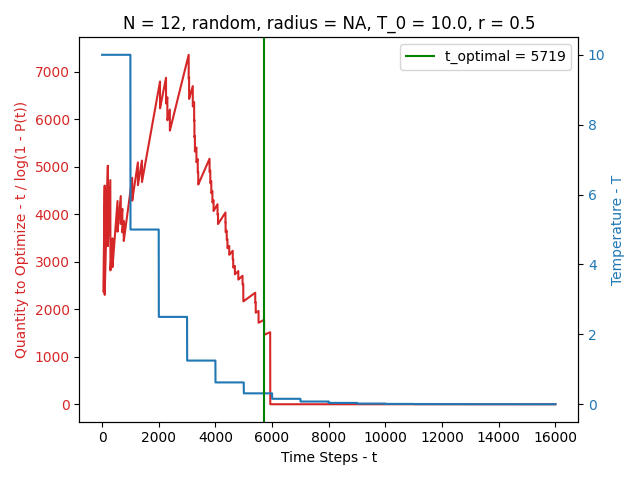 N = 12, random, radius = NA, T_0 = 10.0, r = 0.5
t_optimal = 5719
Quantity to Optimize - t / log(1 - P(t))
7000
6000
5000
4000
3000
2000
1000
0
10
8
6
4
2
0
Temperature - T
0 2000 4000 6000 8000 10000 12000 14000 16000
Time Steps - t